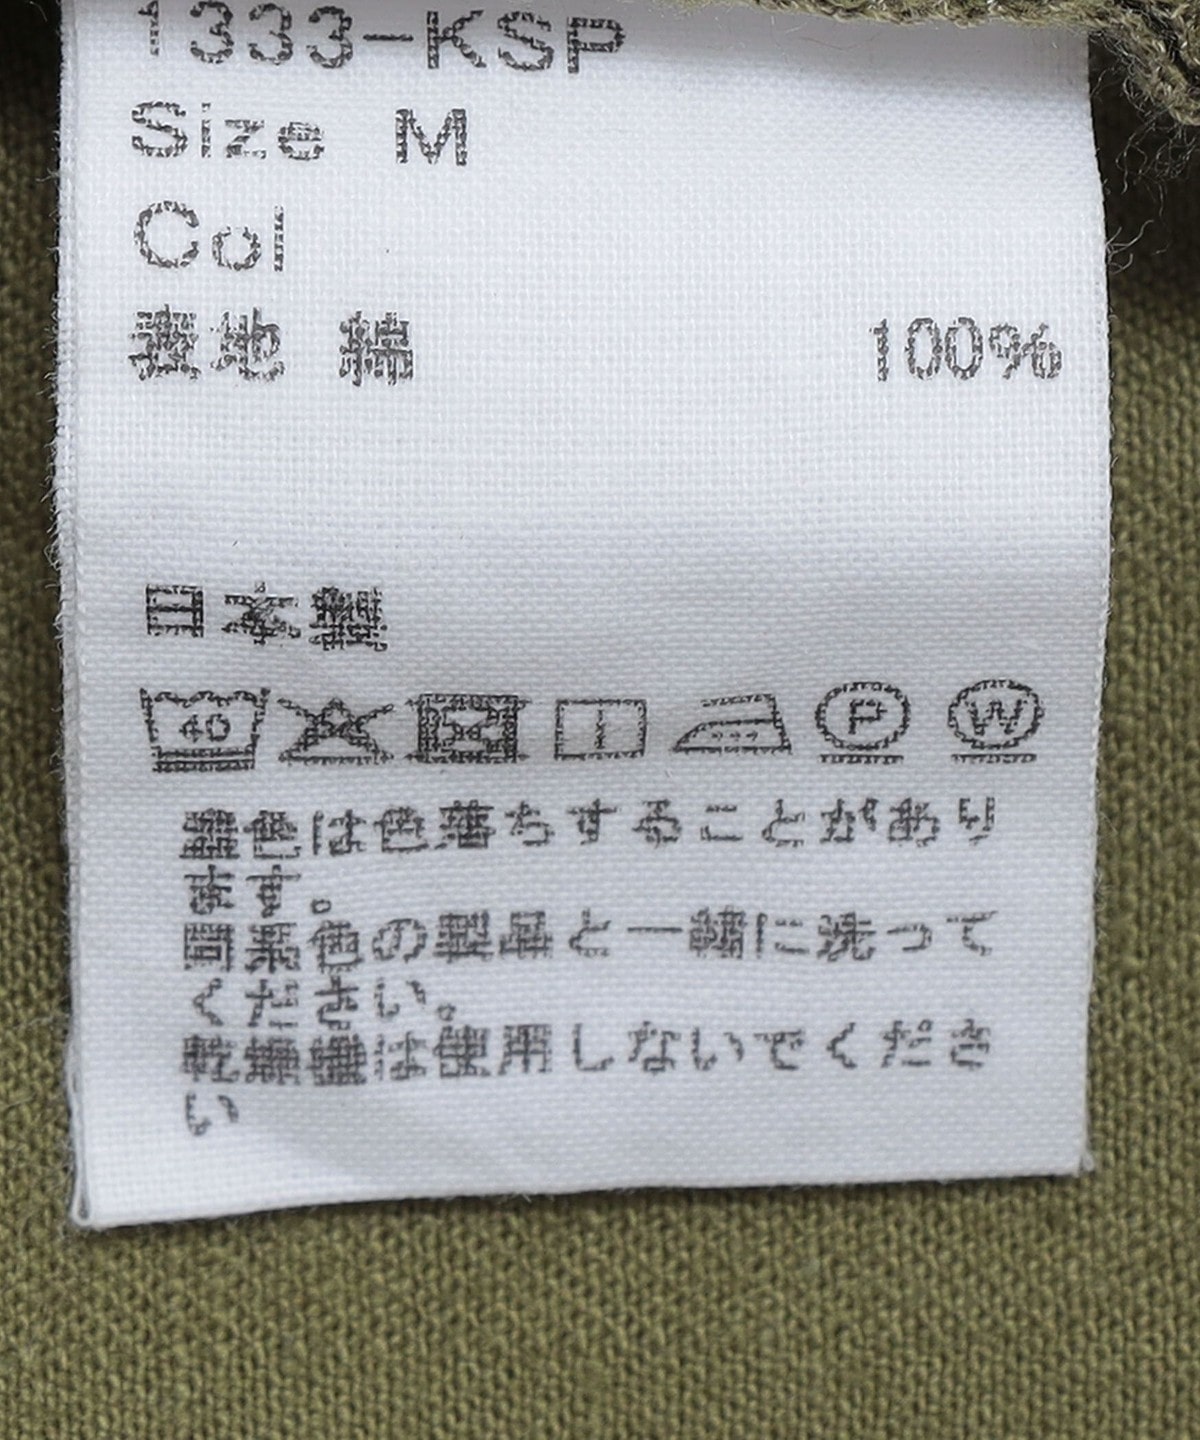 1333-KSP
Size M
Col
表地 綿 100%
日本製
40
P W
濃色は色落ちすることがあり
ます。
同系色の製品と一緒に洗って
ください。
乾燥機は使用しないでくださ
い